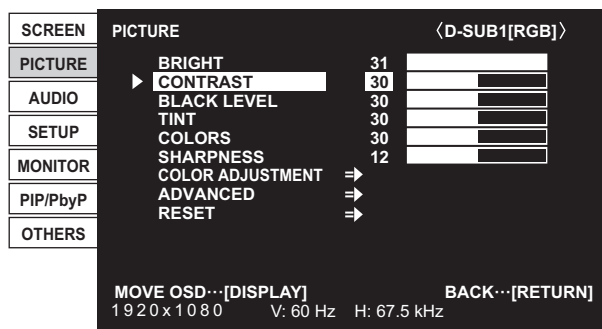 SCREEN
PICTURE
AUDIO
SETUP
MONITOR
PIP/PbyP
OTHERS
PICTURE 〈D-SUB1[RGB]〉
BRIGHT 31
CONTRAST 30
BLACK LEVEL 30
TINT 30
COLORS 30
SHARPNESS 12
COLOR ADJUSTMENT
ADVANCED
RESET
MOVE OSD···[DISPLAY] BACK···[RETURN]
1920x1080 V: 60 Hz H: 67.5 kHz